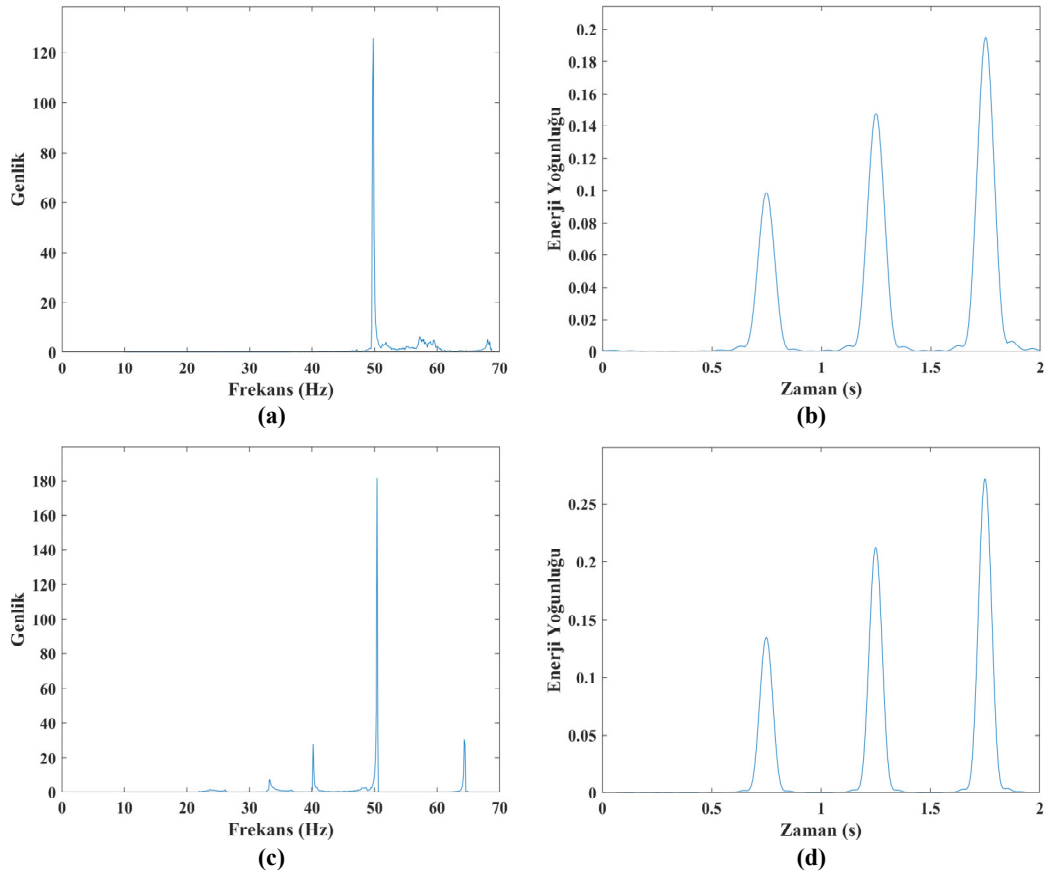 120
100
80
60
40
20
0
Genlik
0 10 20 30 40 50 60 70
Frekans (Hz)
(a)
0.2
0.18
0.16
0.14
0.12
0.1
0.08
0.06
0.04
0.02
0
Enerji Yoğunluğu
0 0.5 1 1.5 2
Zaman (s)
(b)
180
160
140
120
100
80
60
40
20
0
Genlik
0 10 20 30 40 50 60 70
Frekans (Hz)
(c)
0.25
0.2
0.15
0.1
0.05
0
Enerji Yoğunluğu
0 0.5 1 1.5 2
Zaman (s)
(d)